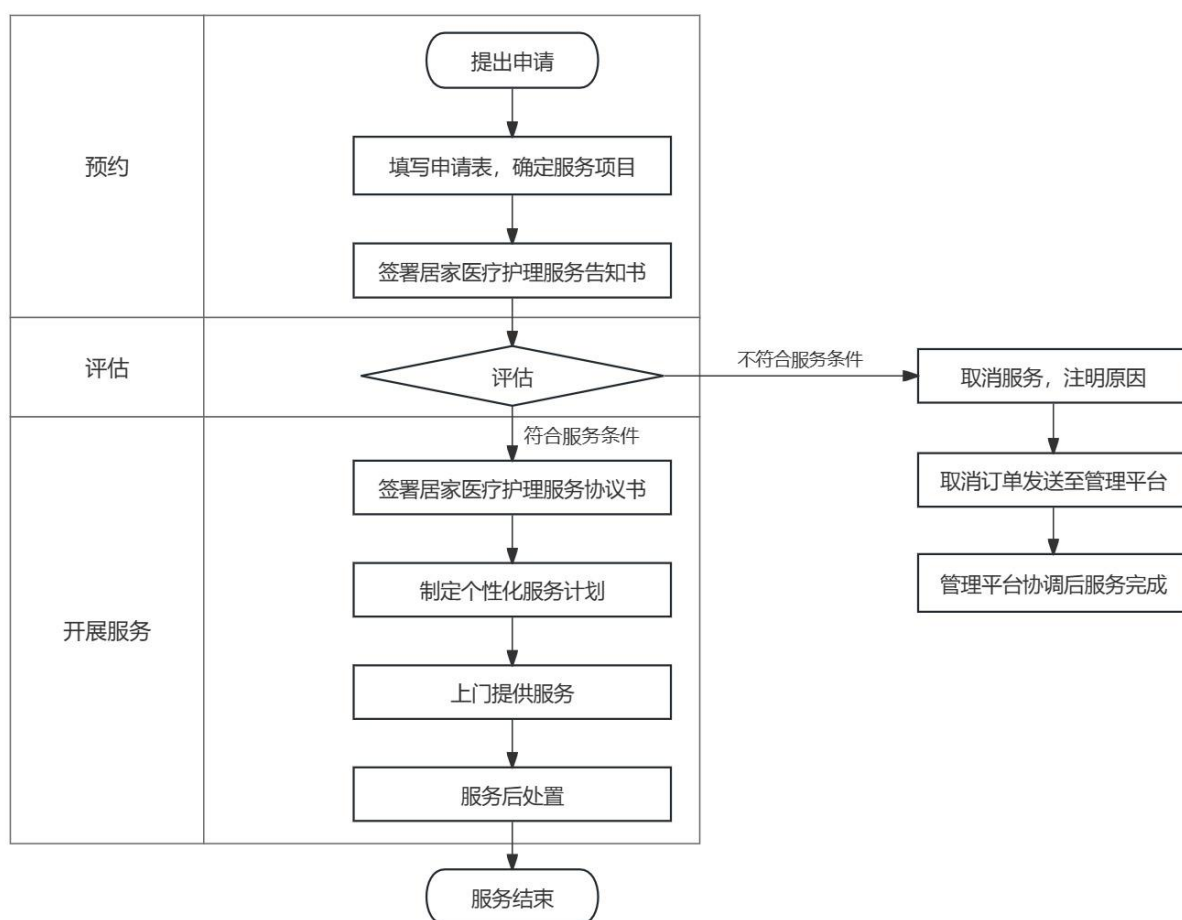 预约
提出申请
填写申请表，确定服务项目
签署居家医疗护理服务告知书
评估
评估
不符合服务条件
取消服务，注明原因
取消订单发送至管理平台
管理平台协调后服务完成
符合服务条件
开展服务
签署居家医疗护理服务协议书
制定个性化服务计划
上门提供服务
服务后处置
服务结束